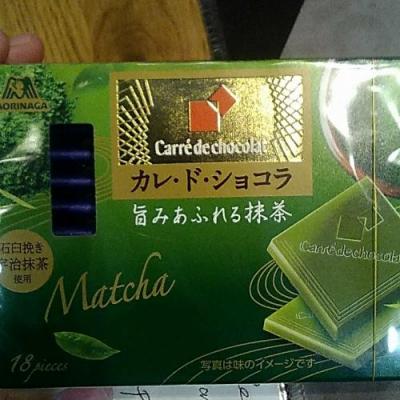 MORINAGA
Carré de chocolat
カレ・ド・ショコラ
旨みあふれる抹茶
石臼挽き
宇治抹茶
使用
Matcha
Carré de chocolat
18 pieces
写真は味のイメージです